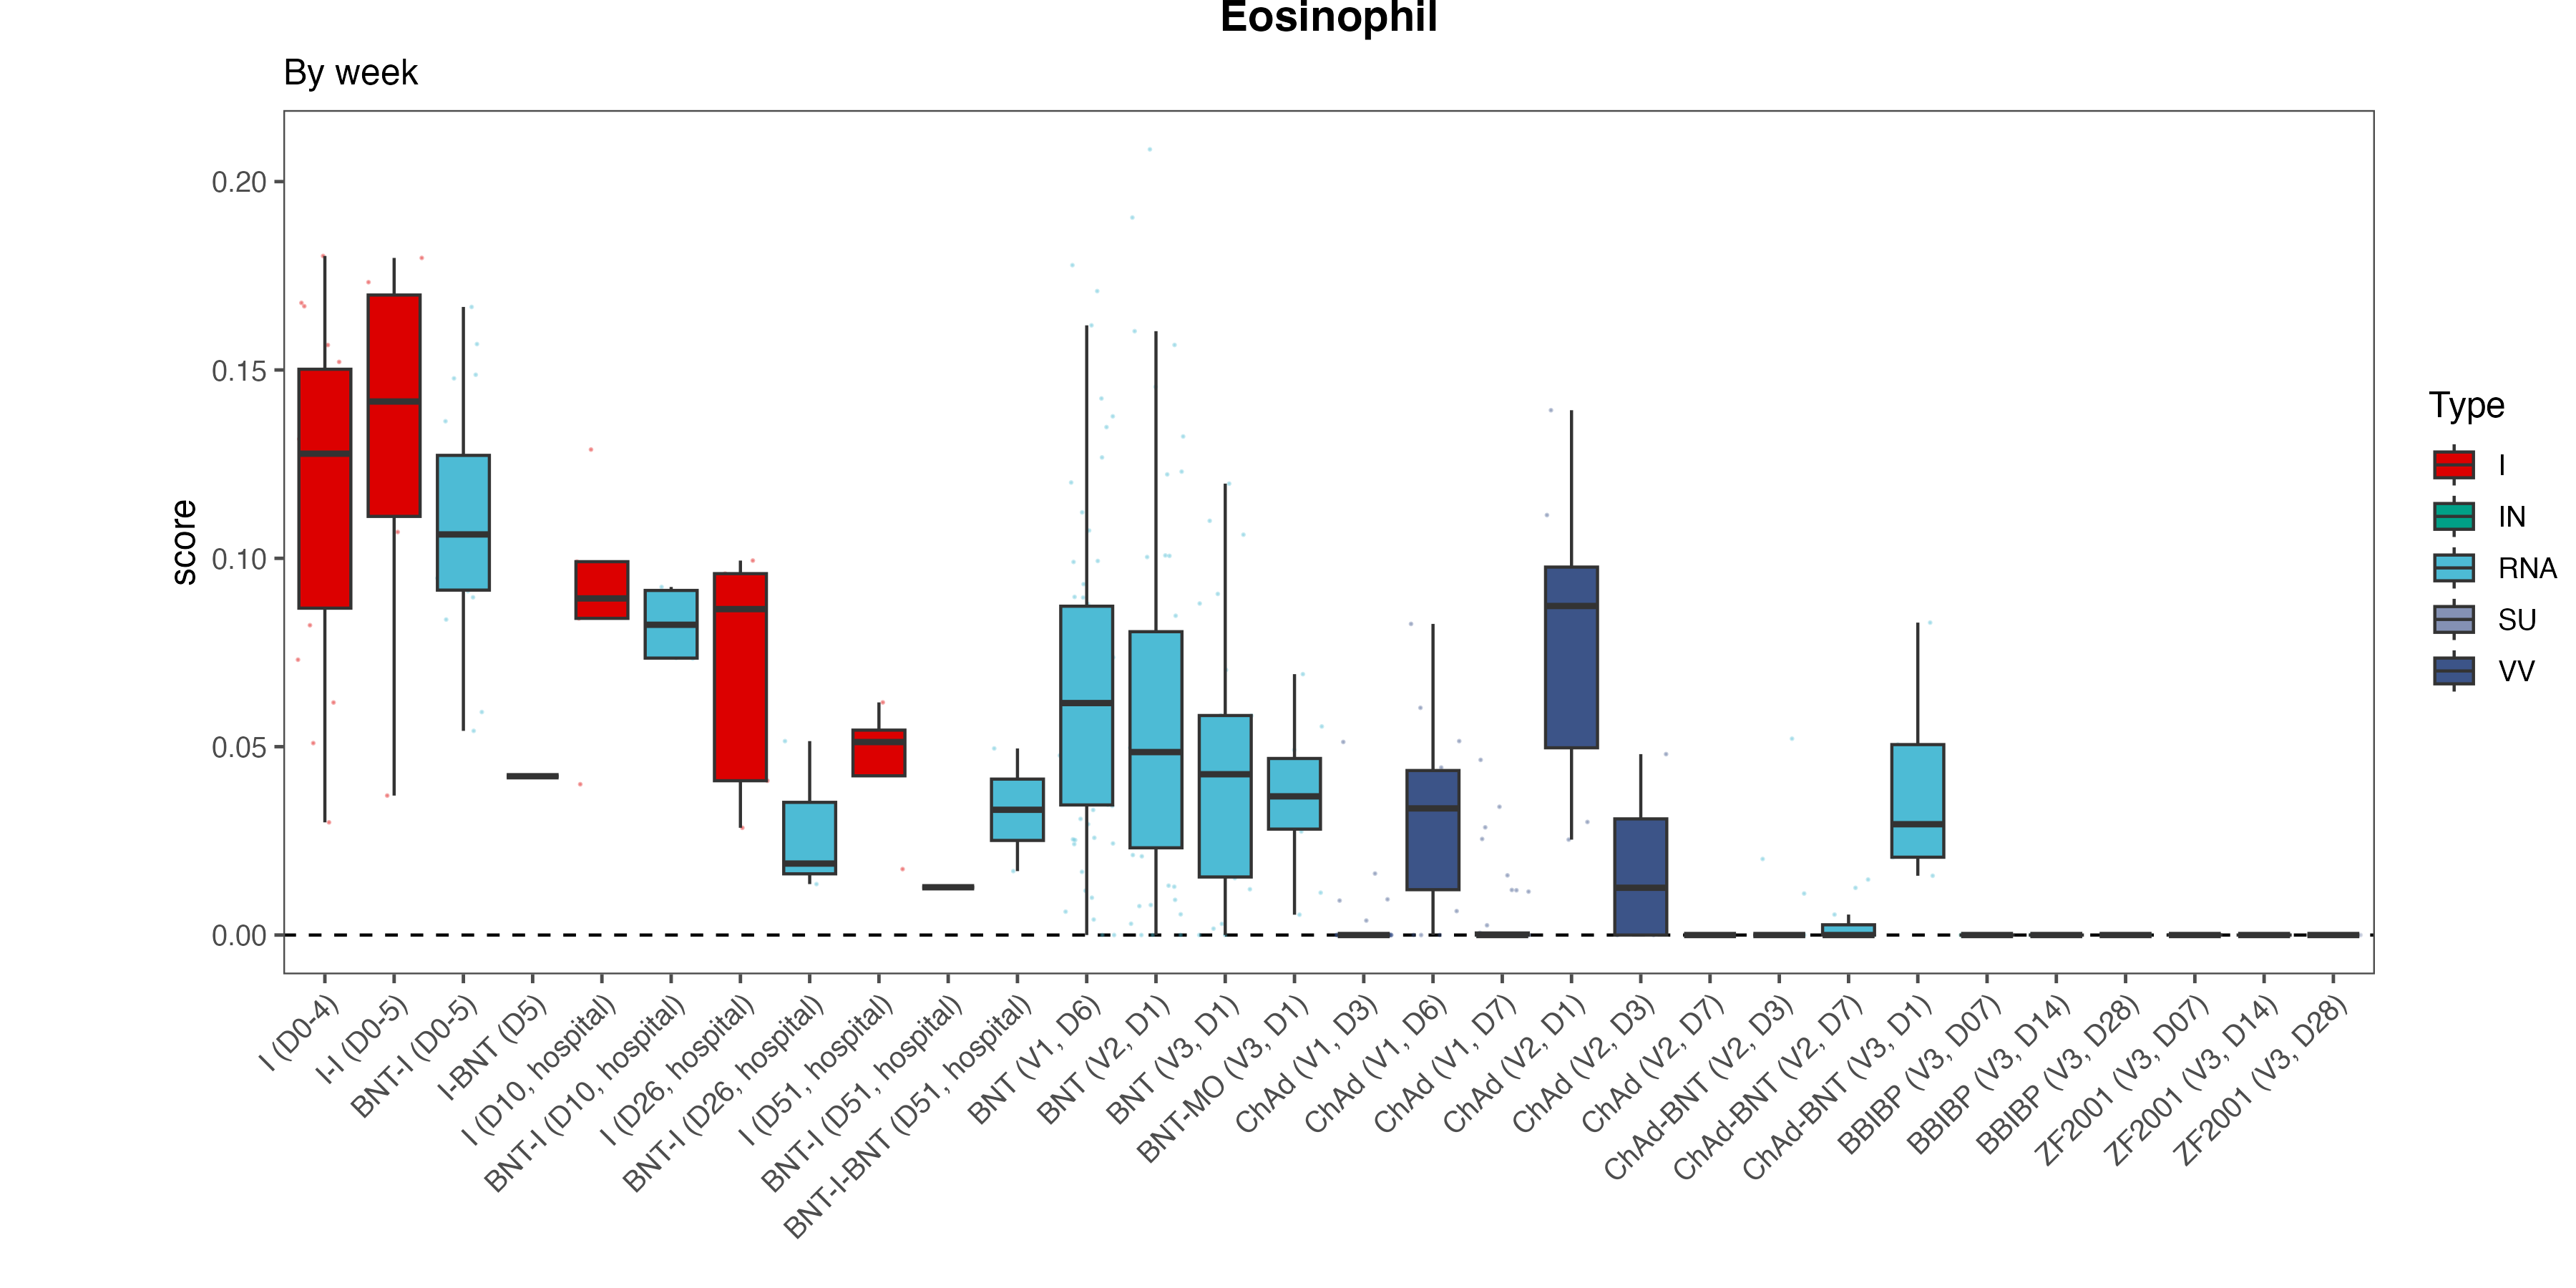 Eosinophil
By week
score
0.20
0.15
0.10
0.05
0.00
I (D0-4)
I-I (D0-5)
BNT-I (D0-5)
I-BNT (D5)
I (D10, hospital)
BNT-I (D10, hospital)
I (D26, hospital)
BNT-I (D26, hospital)
I (D51, hospital)
BNT-I (D51, hospital)
BNT-I-BNT (D51, hospital)
BNT (V1, D6)
BNT (V2, D1)
BNT (V3, D1)
BNT-MO (V3, D1)
ChAd (V1, D3)
ChAd (V1, D6)
ChAd (V1, D7)
ChAd (V2, D1)
ChAd (V2, D3)
ChAd (V2, D7)
ChAd-BNT (V2, D3)
ChAd-BNT (V2, D7)
ChAd-BNT (V3, D1)
BBIBP (V3, D07)
BBIBP (V3, D14)
BBIBP (V3, D28)
ZF2001 (V3, D07)
ZF2001 (V3, D14)
ZF2001 (V3, D28)
Type
I
IN
RNA
SU
VV